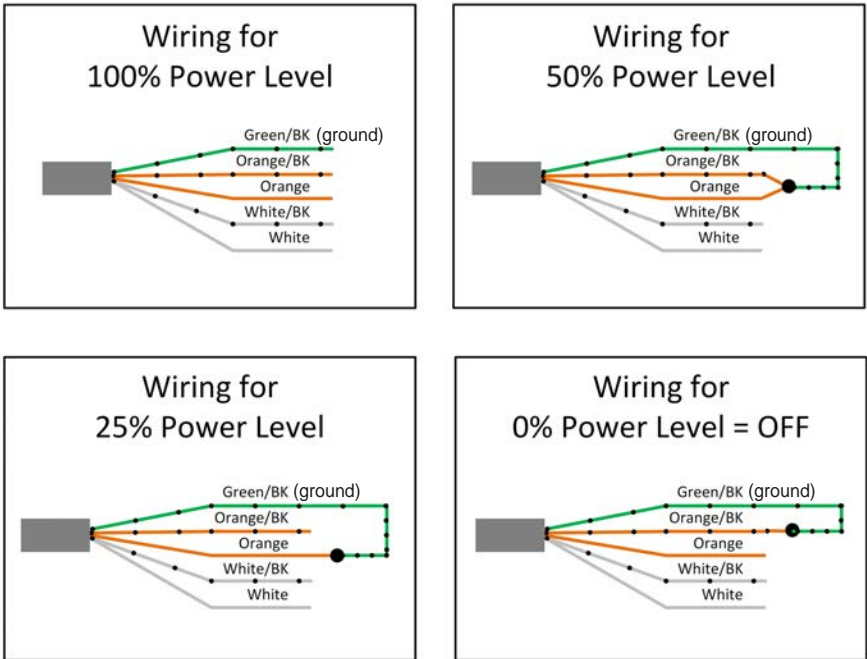 Wiring for
100% Power Level
Green/BK (ground)
Orange/BK
Orange
White/BK
White
Wiring for
50% Power Level
Green/BK (ground)
Orange/BK
Orange
White/BK
White
Wiring for
25% Power Level
Green/BK (ground)
Orange/BK
Orange
White/BK
White
Wiring for
0% Power Level = OFF
Green/BK (ground)
Orange/BK
Orange
White/BK
White